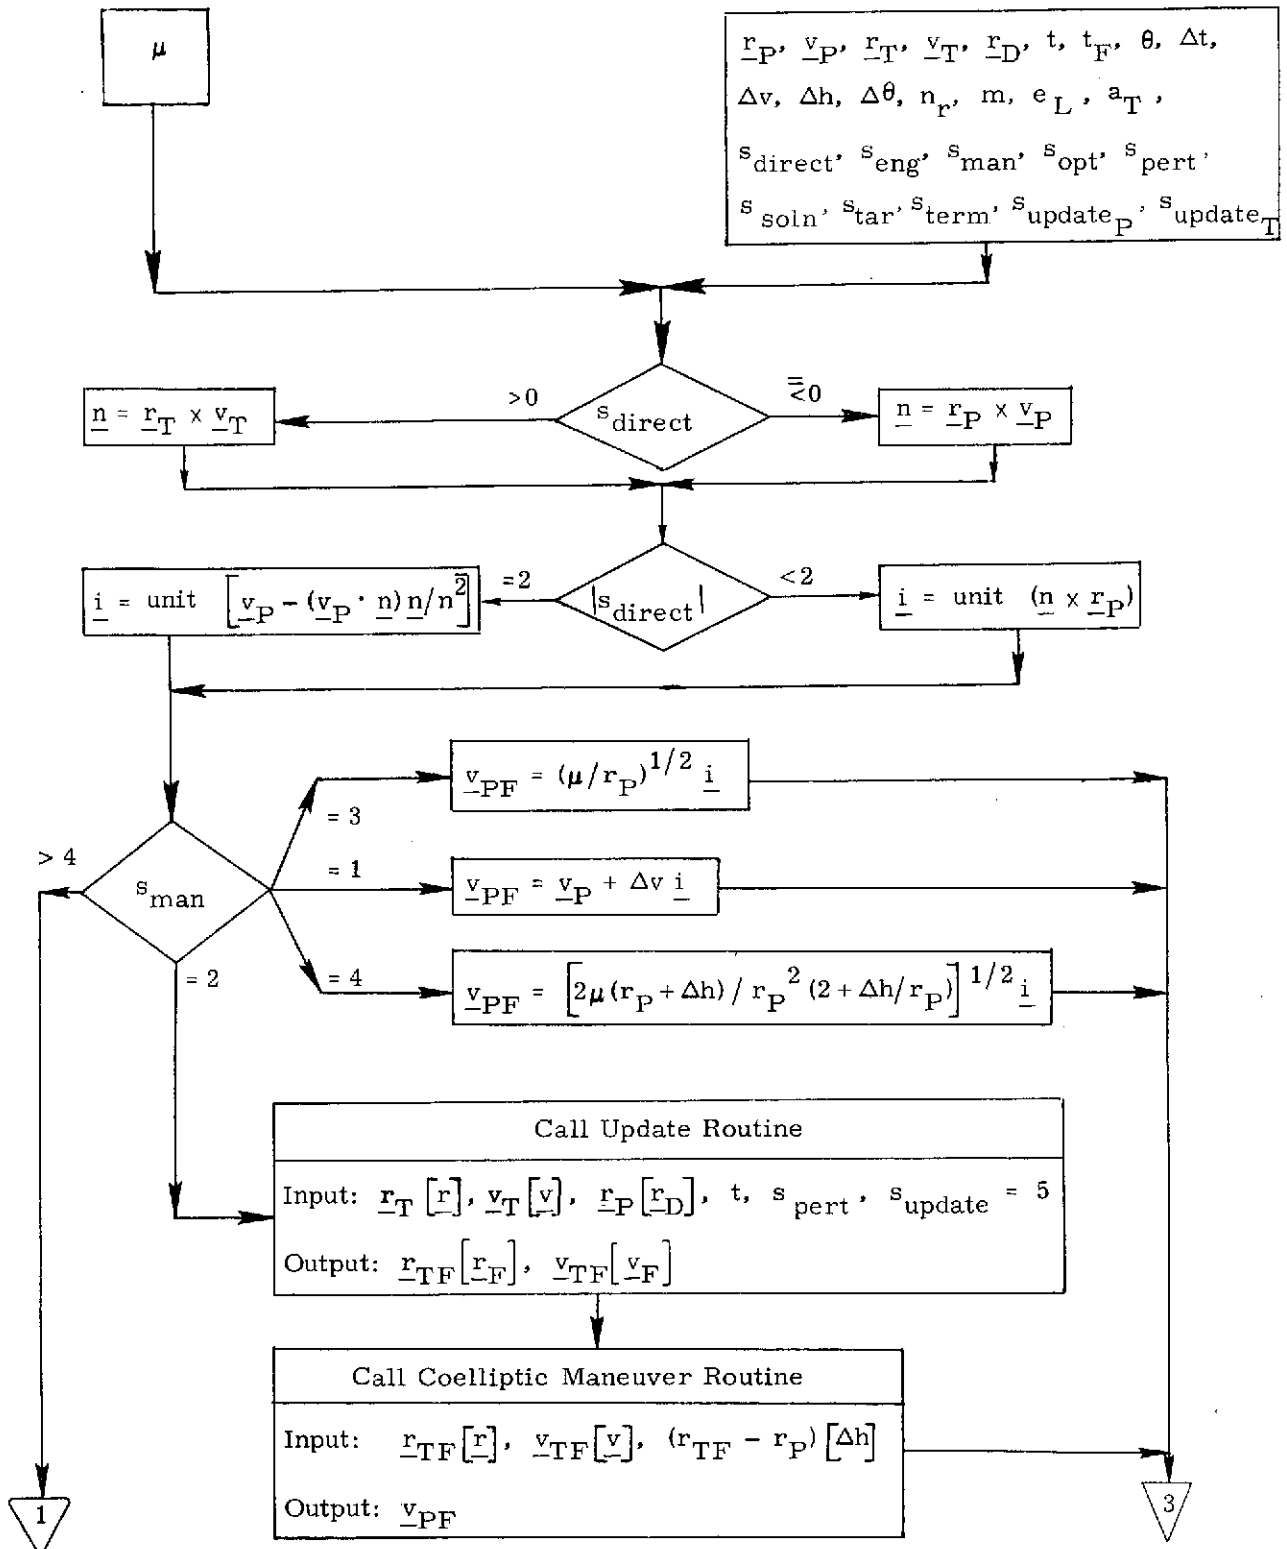 μ
r_P, v_P, r_T, v_T, r_D, t, t_F, θ, Δt,
Δv, Δh, Δθ, n_r, m, e_L, a_T,
s_direct, s_eng, s_man, s_opt, s_pert,
s_soln, s_tar, s_term, s_update_P, s_update_T
n = r_T × v_T
>0
s_direct
=<0
n = r_P × v_P
i = unit [v_P – (v_P · n) n/n^2]
=2
|s_direct|
<2
i = unit (n × r_P)
v_PF = (μ/r_P)^1/2 i
= 3
> 4
s_man
=1
v_PF = v_P + Δv i
= 2
=4
v_PF = [2μ(r_P + Δh) / r_P^2 (2 + Δh/r_P)]^1/2 i
Call Update Routine
Input: r_T [r], v_T [v], r_P [r_D], t, s_pert, s_update = 5
Output: r_TF [r_F], v_TF [v_F]
Call Coelliptic Maneuver Routine
Input: r_TF [r], v_TF [v], (r_TF – r_P) [Δh]
Output: v_PF
1
3